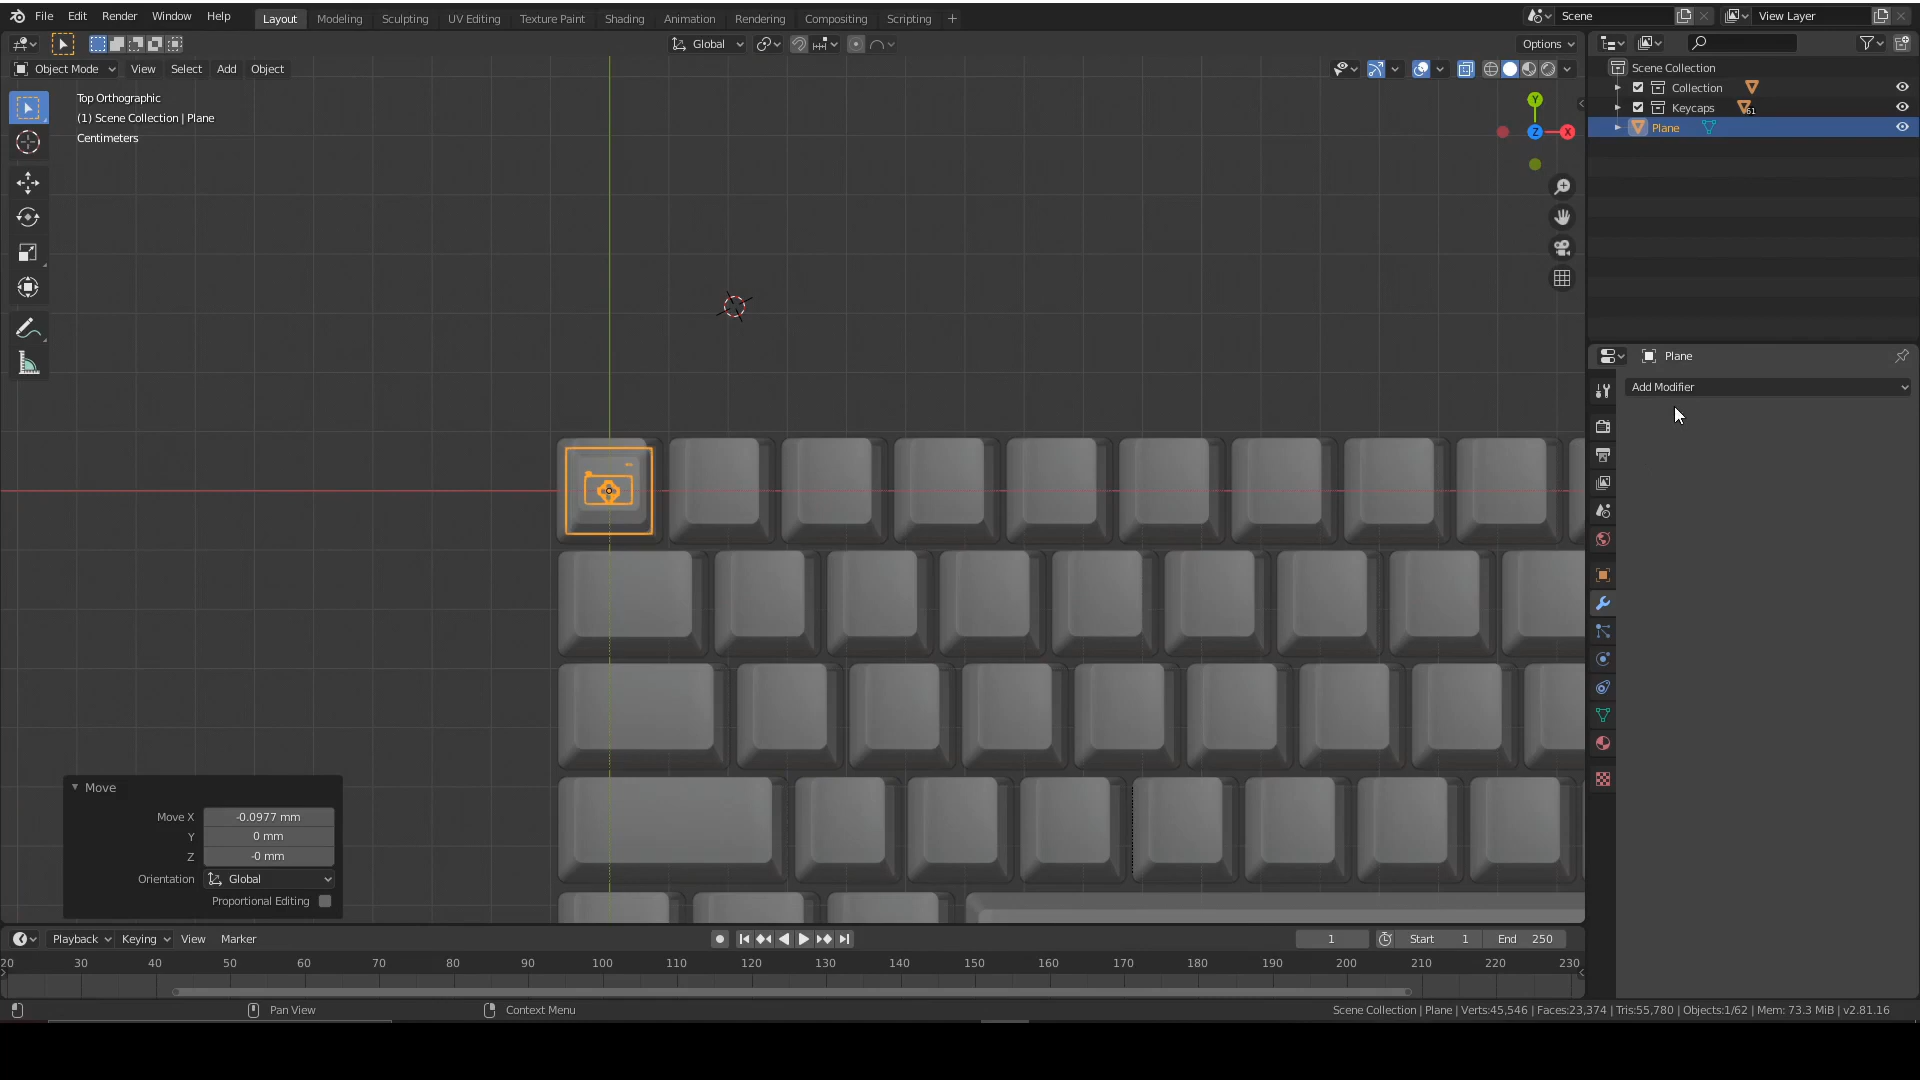 File Edit Render Window Help Layout Modeling Sculpting UV Editing Texture Paint Shading Animation Rendering Compositing Scripting + Scene View Layer
Global Options
Object Mode View Select Add Object
Top Orthographic
(1) Scene Collection | Plane
Centimeters
Y
Z X
Scene Collection
Collection
Keycaps 61
Plane
Plane
Add Modifier
Move
Move X -0.0977 mm
Y 0 mm
Z -0 mm
Orientation Global
Proportional Editing
Playback Keying View Marker 1 Start 1 End 250
20 30 40 50 60 70 80 90 100 110 120 130 140 150 160 170 180 190 200 210 220 230
Pan View Context Menu Scene Collection | Plane | Verts:45,546 | Faces:23,374 | Tris:55,780 | Objects:1/62 | Mem: 73.3 MiB | v2.81.16